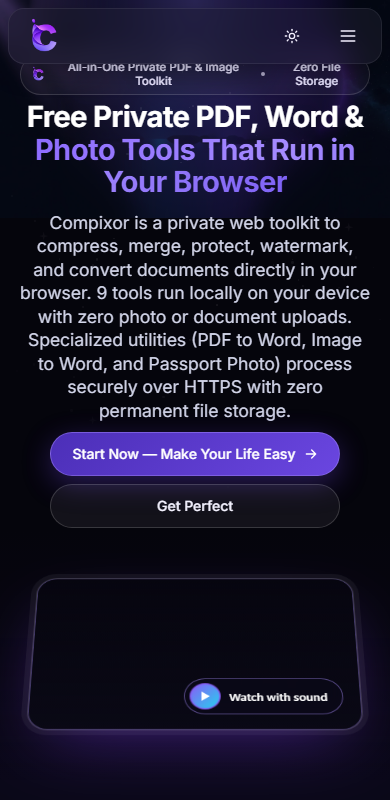 All-in-One Private PDF & Image
Toolkit
•
Zero File
Storage
Free Private PDF, Word &
Photo Tools That Run in
Your Browser
Compixor is a private web toolkit to
compress, merge, protect, watermark,
and convert documents directly in your
browser. 9 tools run locally on your device
with zero photo or document uploads.
Specialized utilities (PDF to Word, Image
to Word, and Passport Photo) process
securely over HTTPS with zero
permanent file storage.
Start Now — Make Your Life Easy →
Get Perfect
Watch with sound